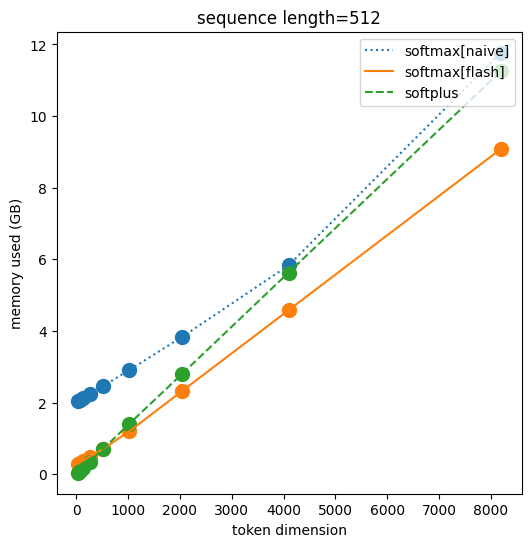 sequence length=512
softmax[naive]
softmax[flash]
softplus
memory used (GB)
12
10
8
6
4
2
0
0 1000 2000 3000 4000 5000 6000 7000 8000
token dimension